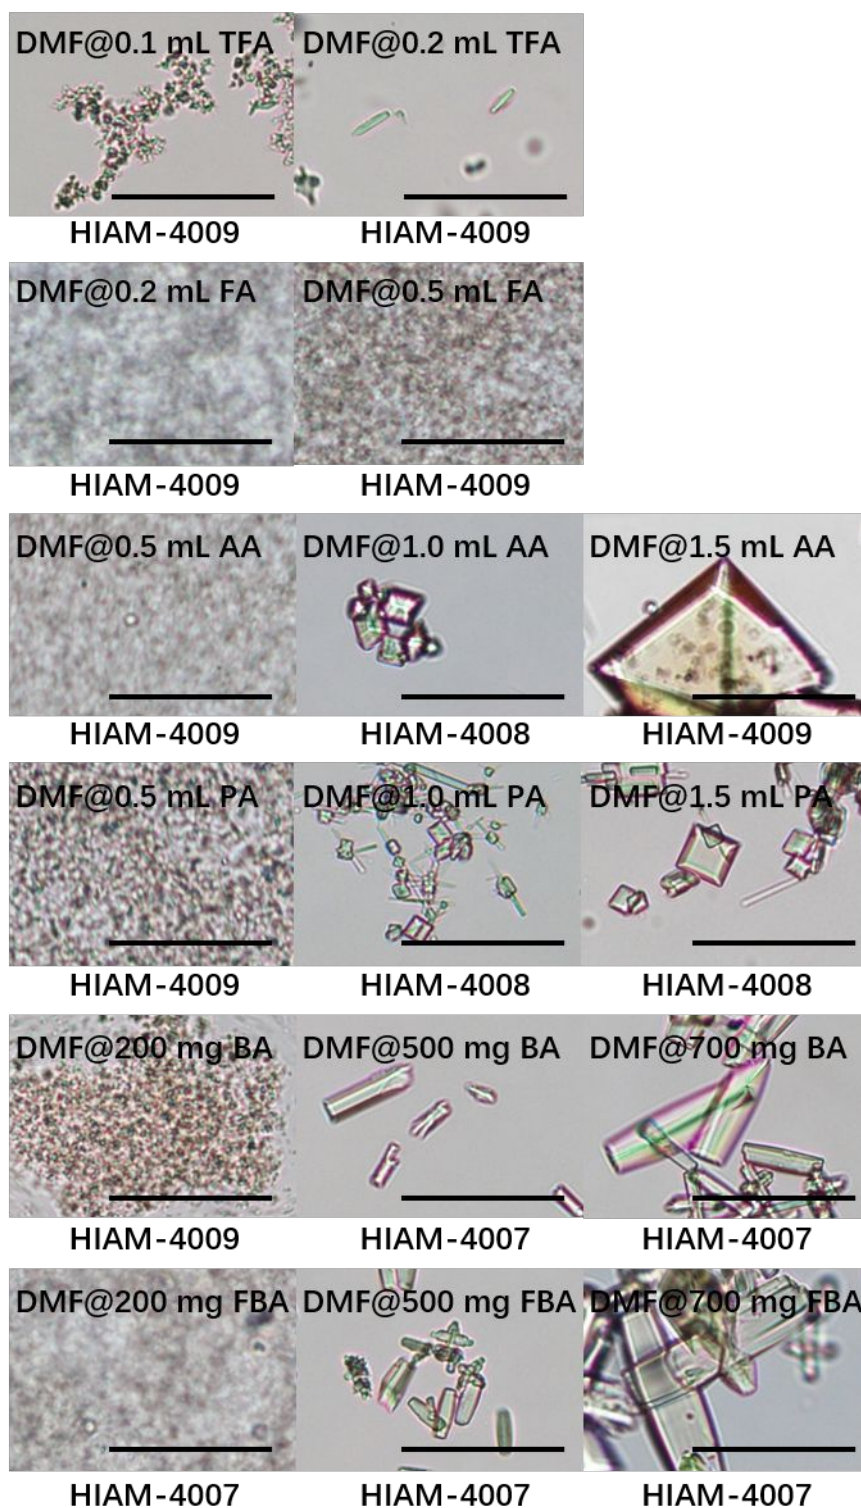 DMF@0.1 mL TFA DMF@0.2 mL TFA
HIAM-4009 HIAM-4009
DMF@0.2 mL FA DMF@0.5 mL FA
HIAM-4009 HIAM-4009
DMF@0.5 mL AA DMF@1.0 mL AA DMF@1.5 mL AA
HIAM-4009 HIAM-4008 HIAM-4009
DMF@0.5 mL PA DMF@1.0 mL PA DMF@1.5 mL PA
HIAM-4009 HIAM-4008 HIAM-4008
DMF@200 mg BA DMF@500 mg BA DMF@700 mg BA
HIAM-4009 HIAM-4007 HIAM-4007
DMF@200 mg FBA DMF@500 mg FBA DMF@700 mg FBA
HIAM-4007 HIAM-4007 HIAM-4007